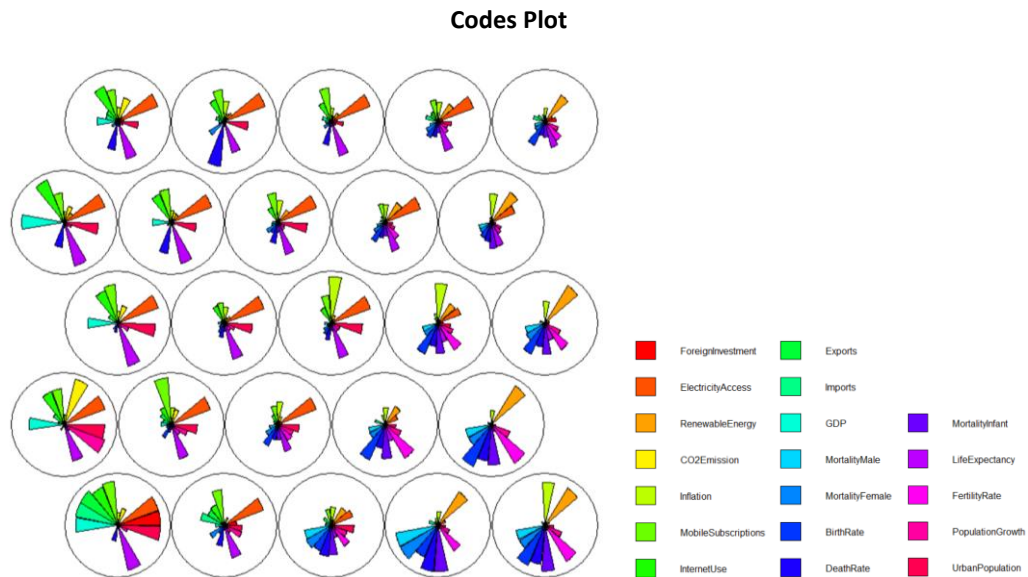 Codes Plot
ForeignInvestment
ElectricityAccess
RenewableEnergy
CO2Emission
Inflation
MobileSubscriptions
InternetUse
Exports
Imports
GDP
MortalityMale
MortalityFemale
BirthRate
DeathRate
MortalityInfant
LifeExpectancy
FertilityRate
PopulationGrowth
UrbanPopulation